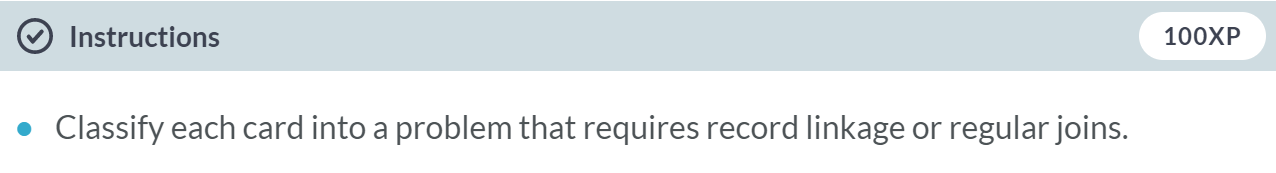 Instructions
100XP
Classify each card into a problem that requires record linkage or regular joins.